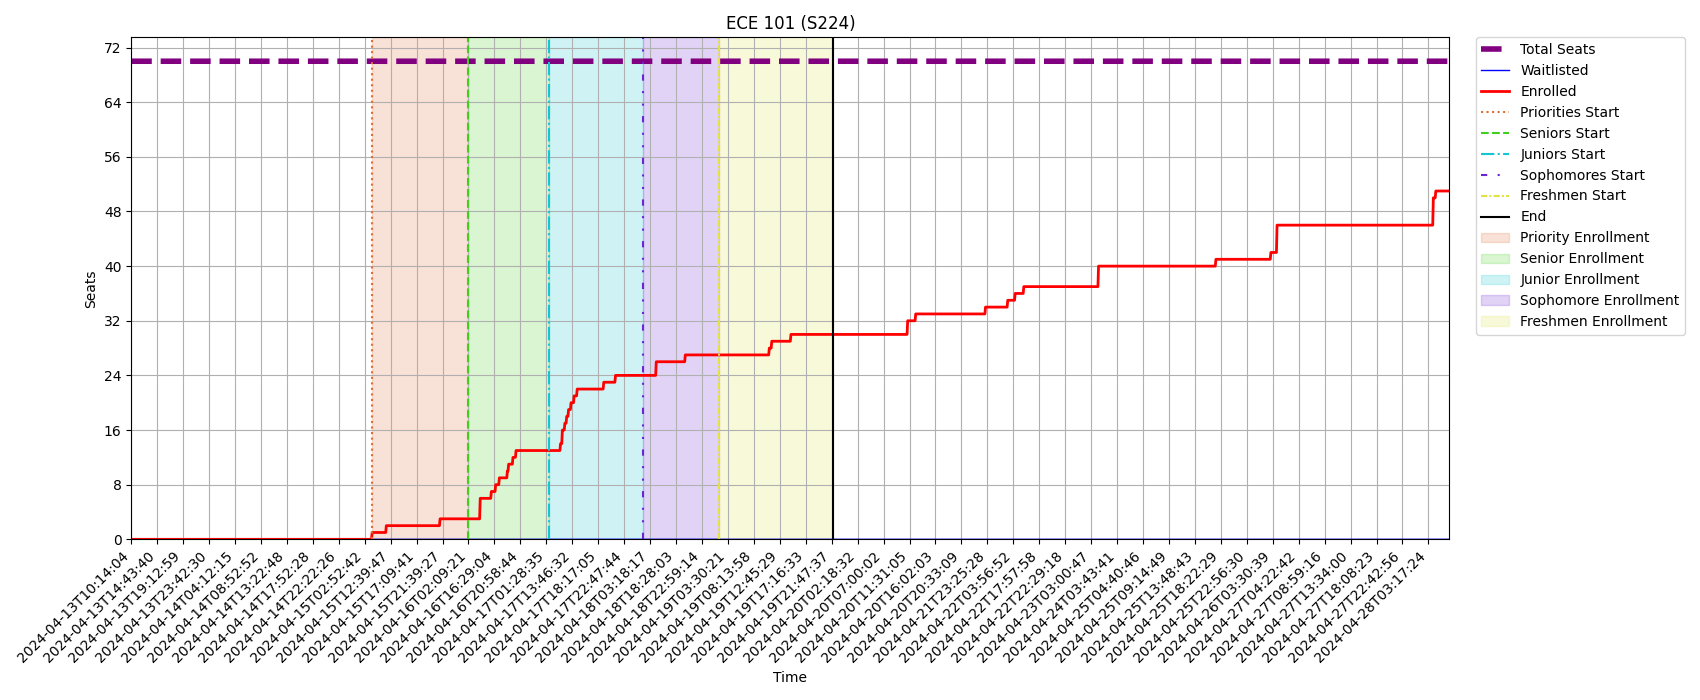 ECE 101 (S224)
Seats
72
64
56
48
40
32
24
16
8
0
2024-04-13T10:14:04
2024-04-13T14:43:40
2024-04-13T19:12:59
2024-04-13T23:42:30
2024-04-14T04:12:15
2024-04-14T08:52:52
2024-04-14T13:22:48
2024-04-14T17:52:28
2024-04-14T22:22:26
2024-04-15T02:52:42
2024-04-15T12:39:47
2024-04-15T17:09:41
2024-04-15T21:39:27
2024-04-16T02:09:21
2024-04-16T16:29:04
2024-04-16T20:58:44
2024-04-17T01:28:35
2024-04-17T13:46:32
2024-04-17T18:17:05
2024-04-17T22:47:44
2024-04-18T03:18:17
2024-04-18T18:28:03
2024-04-18T22:59:14
2024-04-19T03:30:21
2024-04-19T08:13:58
2024-04-19T12:45:29
2024-04-19T17:16:33
2024-04-19T21:47:37
2024-04-20T02:18:32
2024-04-20T07:00:02
2024-04-20T11:31:05
2024-04-20T16:02:03
2024-04-20T20:33:09
2024-04-21T23:25:28
2024-04-22T03:56:52
2024-04-22T17:57:58
2024-04-22T22:29:18
2024-04-23T03:00:47
2024-04-24T03:43:41
2024-04-25T04:40:46
2024-04-25T09:14:49
2024-04-25T13:48:43
2024-04-25T18:22:29
2024-04-25T22:56:30
2024-04-26T03:30:39
2024-04-27T04:22:42
2024-04-27T08:59:16
2024-04-27T13:34:00
2024-04-27T18:08:23
2024-04-27T22:42:56
2024-04-28T03:17:24
Time
Total Seats
Waitlisted
Enrolled
Priorities Start
Seniors Start
Juniors Start
Sophomores Start
Freshmen Start
End
Priority Enrollment
Senior Enrollment
Junior Enrollment
Sophomore Enrollment
Freshmen Enrollment